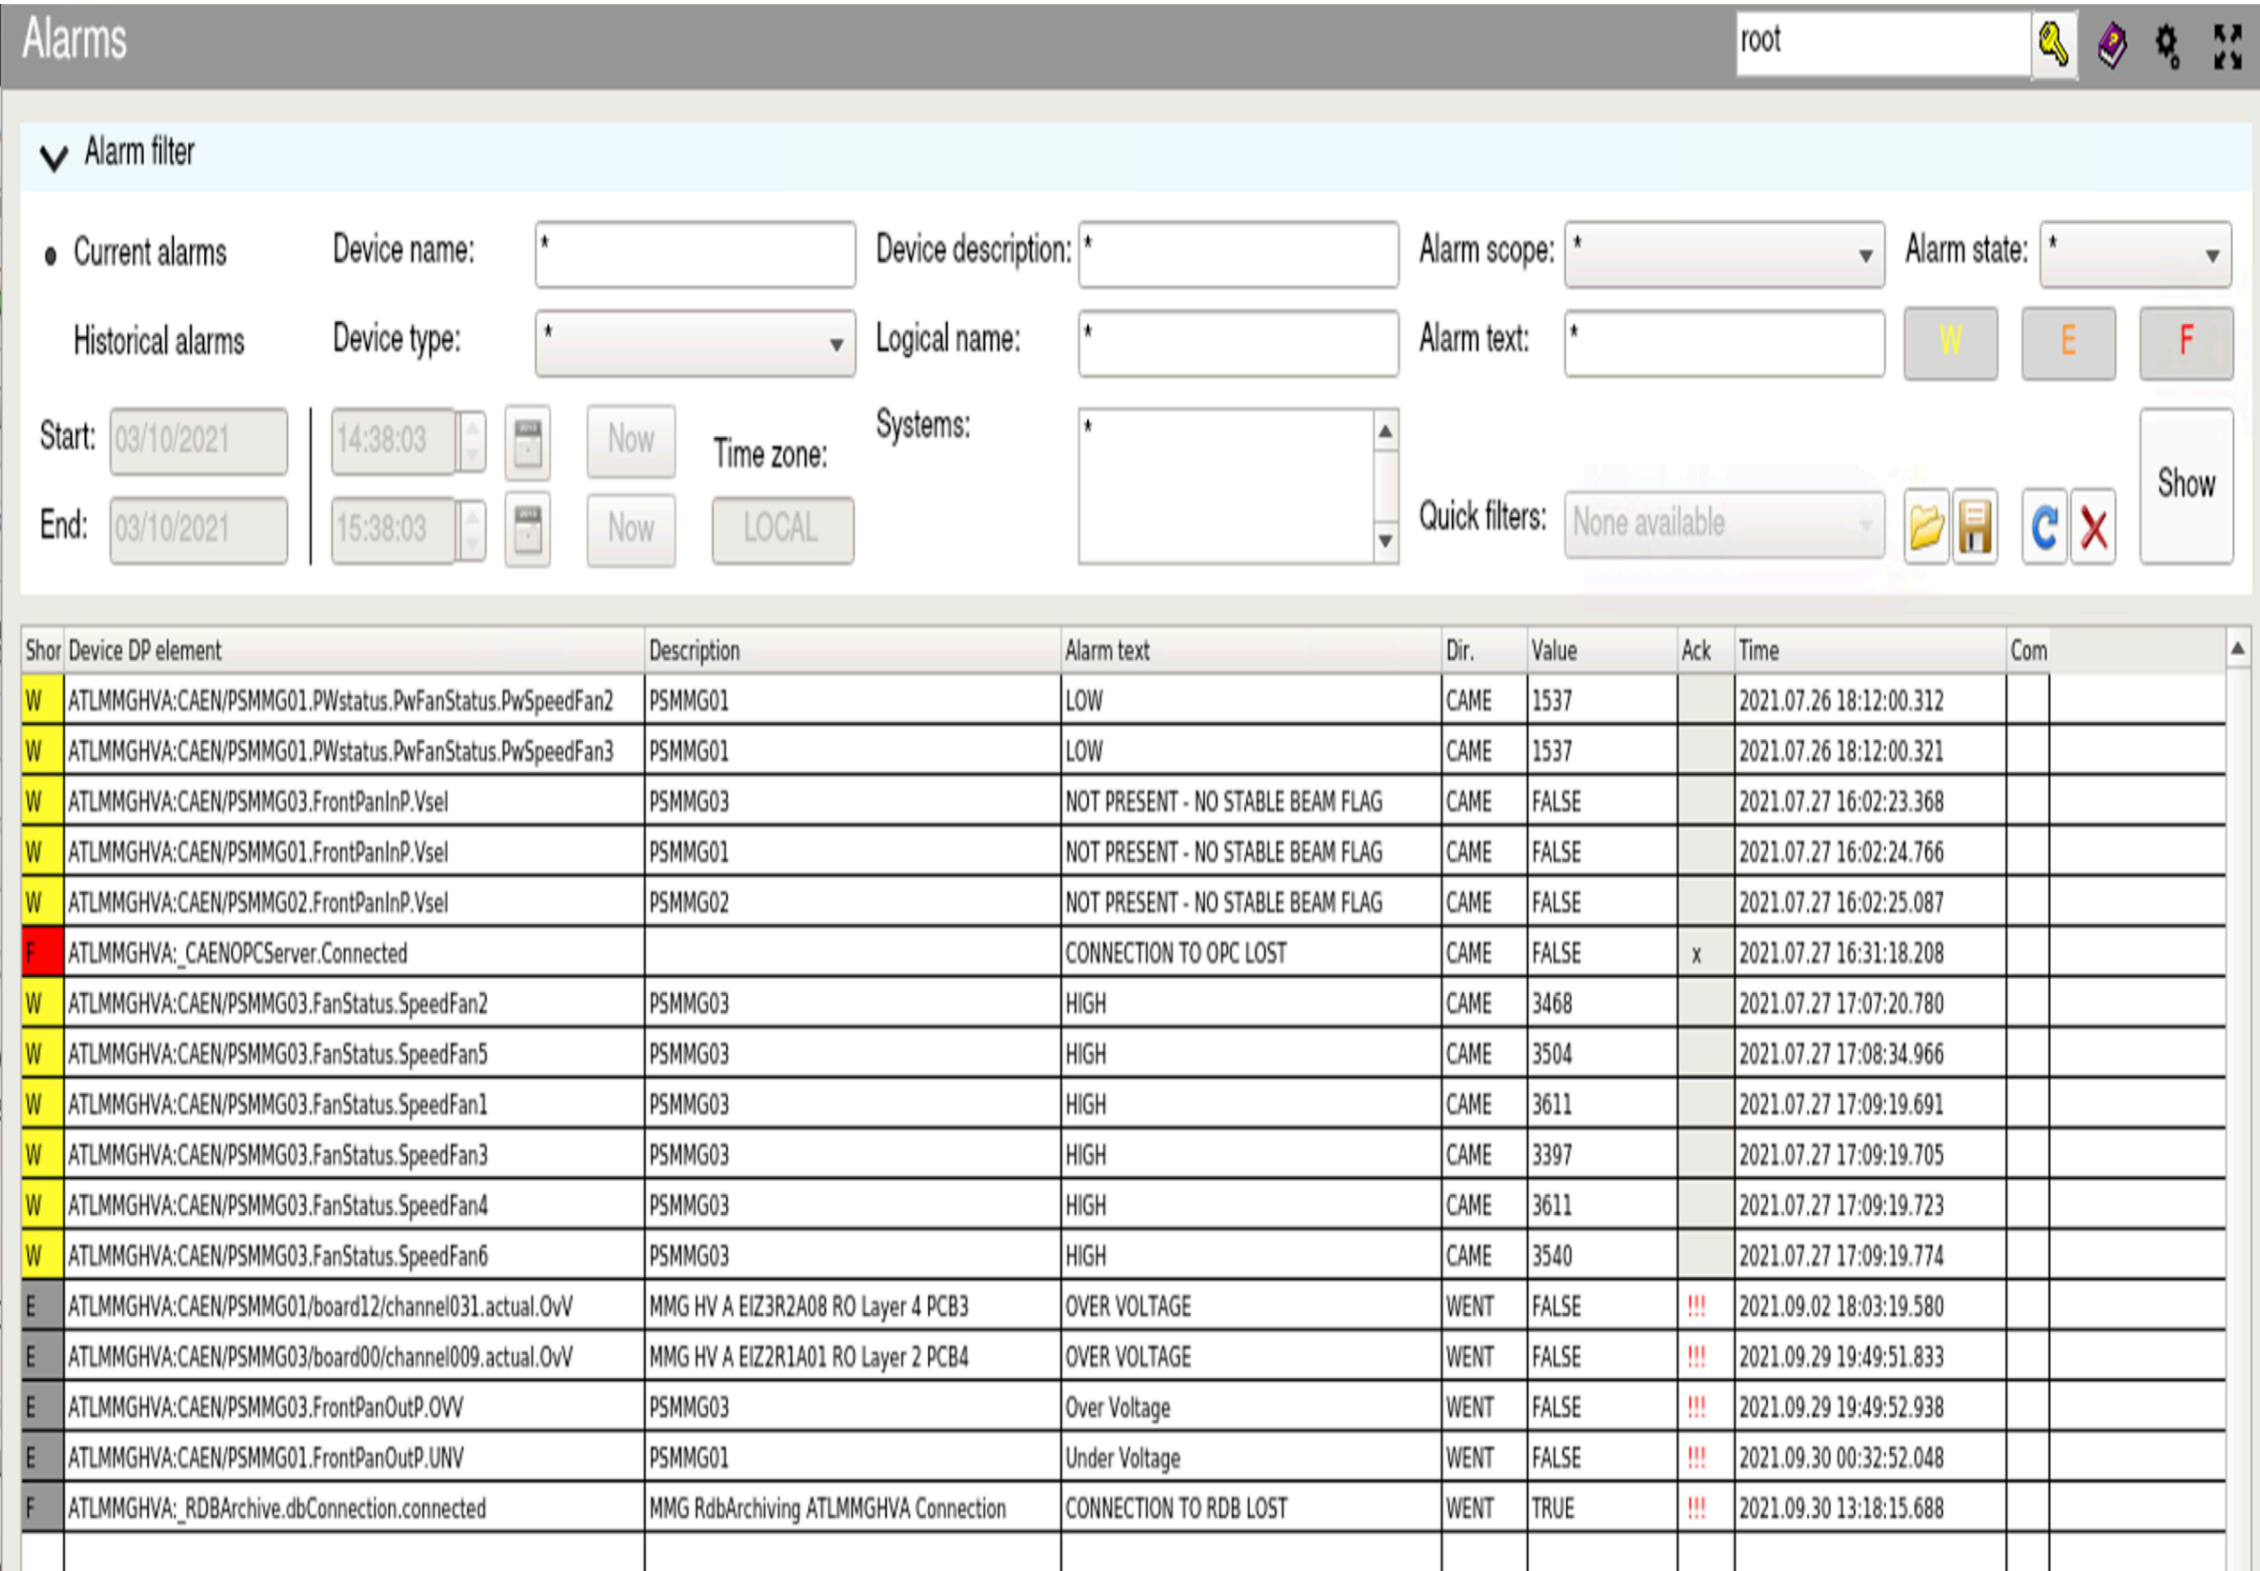 Alarms root
Alarm filter
Current alarms Device name: * Device description: * Alarm scope: * Alarm state: *
Historical alarms Device type: * Logical name: * Alarm text: * W E F
Start: 03/10/2021 14:38:03 Now Time zone: Systems: * Show
End: 03/10/2021 15:38:03 Now LOCAL Quick filters: None available
Shor Device DP element Description Alarm text Dir. Value Ack Time Com
W ATLMMGHVA:CAEN/PSMMG01.PWstatus.PwFanStatus.PwSpeedFan2 PSMMG01 LOW CAME 1537 2021.07.26 18:12:00.312
W ATLMMGHVA:CAEN/PSMMG01.PWstatus.PwFanStatus.PwSpeedFan3 PSMMG01 LOW CAME 1537 2021.07.26 18:12:00.321
W ATLMMGHVA:CAEN/PSMMG03.FrontPanInP.Vsel PSMMG03 NOT PRESENT - NO STABLE BEAM FLAG CAME FALSE 2021.07.27 16:02:23.368
W ATLMMGHVA:CAEN/PSMMG01.FrontPanInP.Vsel PSMMG01 NOT PRESENT - NO STABLE BEAM FLAG CAME FALSE 2021.07.27 16:02:24.766
W ATLMMGHVA:CAEN/PSMMG02.FrontPanInP.Vsel PSMMG02 NOT PRESENT - NO STABLE BEAM FLAG CAME FALSE 2021.07.27 16:02:25.087
F ATLMMGHVA:_CAENOPCServer.Connected CONNECTION TO OPC LOST CAME FALSE x 2021.07.27 16:31:18.208
W ATLMMGHVA:CAEN/PSMMG03.FanStatus.SpeedFan2 PSMMG03 HIGH CAME 3468 2021.07.27 17:07:20.780
W ATLMMGHVA:CAEN/PSMMG03.FanStatus.SpeedFan5 PSMMG03 HIGH CAME 3504 2021.07.27 17:08:34.966
W ATLMMGHVA:CAEN/PSMMG03.FanStatus.SpeedFan1 PSMMG03 HIGH CAME 3611 2021.07.27 17:09:19.691
W ATLMMGHVA:CAEN/PSMMG03.FanStatus.SpeedFan3 PSMMG03 HIGH CAME 3397 2021.07.27 17:09:19.705
W ATLMMGHVA:CAEN/PSMMG03.FanStatus.SpeedFan4 PSMMG03 HIGH CAME 3611 2021.07.27 17:09:19.723
W ATLMMGHVA:CAEN/PSMMG03.FanStatus.SpeedFan6 PSMMG03 HIGH CAME 3540 2021.07.27 17:09:19.774
E ATLMMGHVA:CAEN/PSMMG01/board12/channel031.actual.OvV MMG HV A EIZ3R2A08 RO Layer 4 PCB3 OVER VOLTAGE WENT FALSE !!! 2021.09.02 18:03:19.580
E ATLMMGHVA:CAEN/PSMMG03/board00/channel009.actual.OvV MMG HV A EIZ2R1A01 RO Layer 2 PCB4 OVER VOLTAGE WENT FALSE !!! 2021.09.29 19:49:51.833
E ATLMMGHVA:CAEN/PSMMG03.FrontPanOutP.OVV PSMMG03 Over Voltage WENT FALSE !!! 2021.09.29 19:49:52.938
E ATLMMGHVA:CAEN/PSMMG01.FrontPanOutP.UNV PSMMG01 Under Voltage WENT FALSE !!! 2021.09.30 00:32:52.048
F ATLMMGHVA:_RDBArchive.dbConnection.connected MMG RdbArchiving ATLMMGHVA Connection CONNECTION TO RDB LOST WENT TRUE !!! 2021.09.30 13:18:15.688